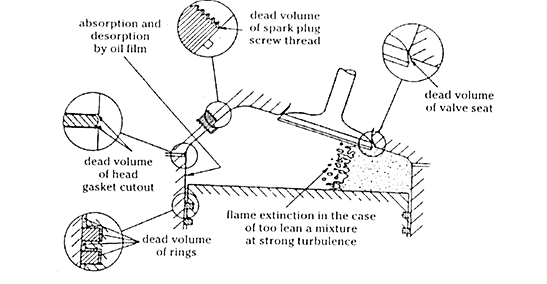 absorption and
desorption
by oil film
dead volume
of spark plug
screw thread
dead volume
of valve seat
dead volume
of head
gasket cutout
flame extinction in the case
of too lean a mixture
at strong turbulence
dead volume
of rings